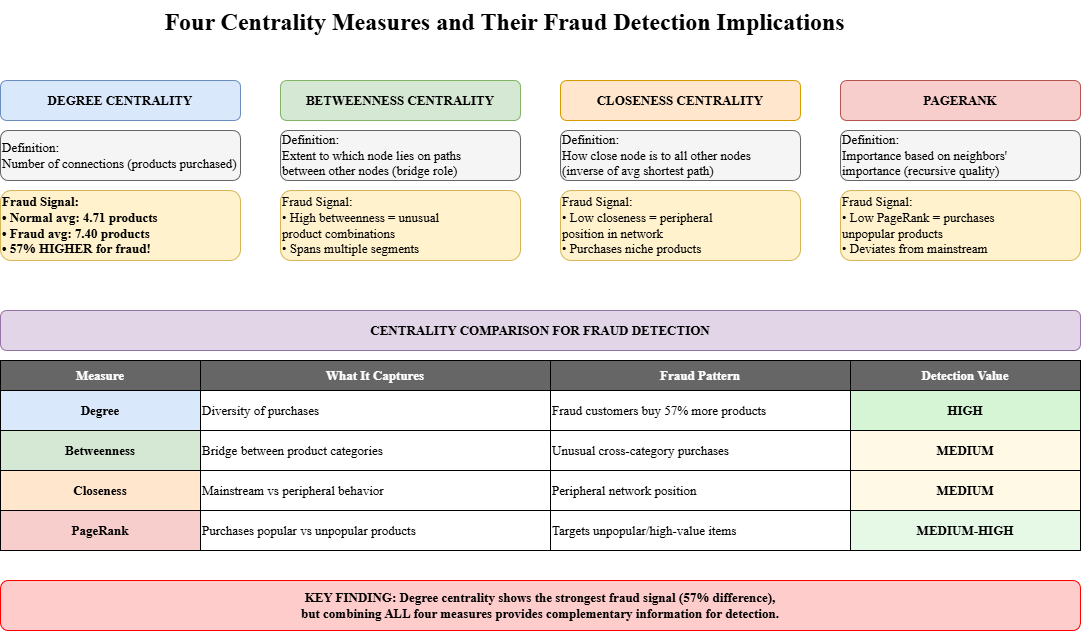 Four Centrality Measures and Their Fraud Detection Implications
DEGREE CENTRALITY
Definition:
Number of connections (products purchased)
Fraud Signal:
• Normal avg: 4.71 products
• Fraud avg: 7.40 products
• 57% HIGHER for fraud!
BETWEENNESS CENTRALITY
Definition:
Extent to which node lies on paths
between other nodes (bridge role)
Fraud Signal:
• High betweenness = unusual
product combinations
• Spans multiple segments
CLOSENESS CENTRALITY
Definition:
How close node is to all other nodes
(inverse of avg shortest path)
Fraud Signal:
• Low closeness = peripheral
position in network
• Purchases niche products
PAGERANK
Definition:
Importance based on neighbors'
importance (recursive quality)
Fraud Signal:
• Low PageRank = purchases
unpopular products
• Deviates from mainstream
CENTRALITY COMPARISON FOR FRAUD DETECTION
Measure What It Captures Fraud Pattern Detection Value
Degree Diversity of purchases Fraud customers buy 57% more products HIGH
Betweenness Bridge between product categories Unusual cross-category purchases MEDIUM
Closeness Mainstream vs peripheral behavior Peripheral network position MEDIUM
PageRank Purchases popular vs unpopular products Targets unpopular/high-value items MEDIUM-HIGH
KEY FINDING: Degree centrality shows the strongest fraud signal (57% difference),
but combining ALL four measures provides complementary information for detection.